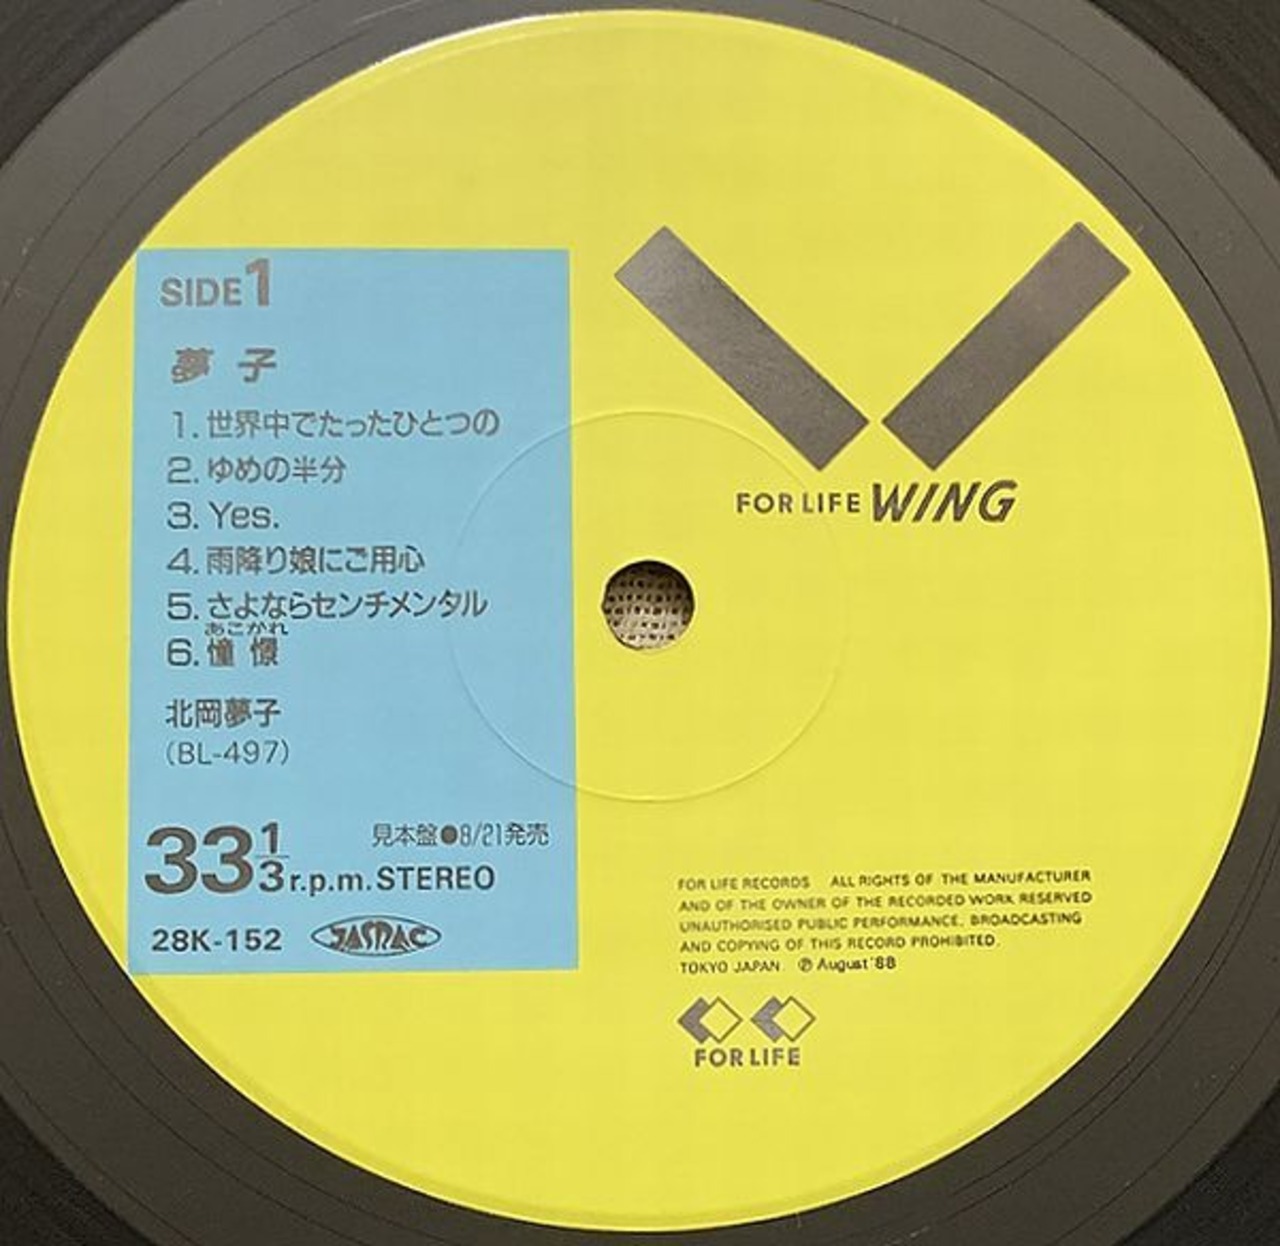 SIDE 1
夢子
1. 世界中でたったひとつの
2. ゆめの半分
3. Yes.
4. 雨降り娘にご用心
5. さよならセンチメンタル
あこがれ
6. 憧憬
北岡夢子
(BL-497)
見本盤●8/21発売
33 1/3 r.p.m. STEREO
28K-152 JASRAC
FOR LIFE WING
FOR LIFE RECORDS ALL RIGHTS OF THE MANUFACTURER
AND OF THE OWNER OF THE RECORDED WORK RESERVED
UNAUTHORISED PUBLIC PERFORMANCE, BROADCASTING
AND COPYING OF THIS RECORD PROHIBITED.
TOKYO JAPAN. ℗ August '88
FOR LIFE